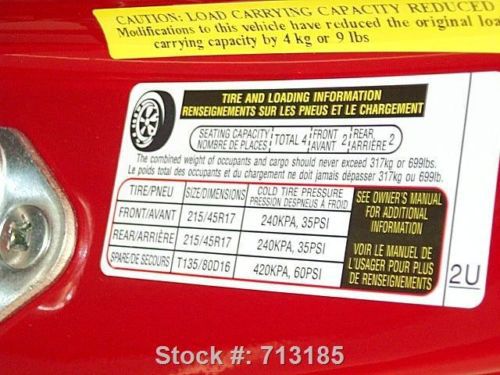 CAUTION: LOAD CARRYING CAPACITY REDUCED
Modifications to this vehicle have reduced the original
carrying capacity by 4 kg or 9 lbs
TIRE AND LOADING INFORMATION
RENSEIGNEMENTS SUR LES PNEUS ET LE CHARGEMENT
SEATING CAPACITY TOTAL 4 FRONT 2 REAR 2
NOMBRE DE PLACES AVANT ARRIÈRE
The combined weight of occupants and cargo should never exceed 317kg or 699lbs.
Le poids total des occupants et du chargement ne doit jamais dépasser 317kg ou 699lb.
TIRE/PNEU SIZE/DIMENSIONS COLD TIRE PRESSURE
PRESSION DES PNEUS À FROID
FRONT/AVANT 215/45R17 240KPA, 35PSI
REAR/ARRIÈRE 215/45R17 240KPA, 35PSI
SPARE/DE SECOURS T135/80D16 420KPA, 60PSI
SEE OWNER'S MANUAL
FOR ADDITIONAL
INFORMATION
VOIR LE MANUEL DE
L'USAGER POUR PLUS
DE RENSEIGNEMENTS
2U
Stock #: 713185